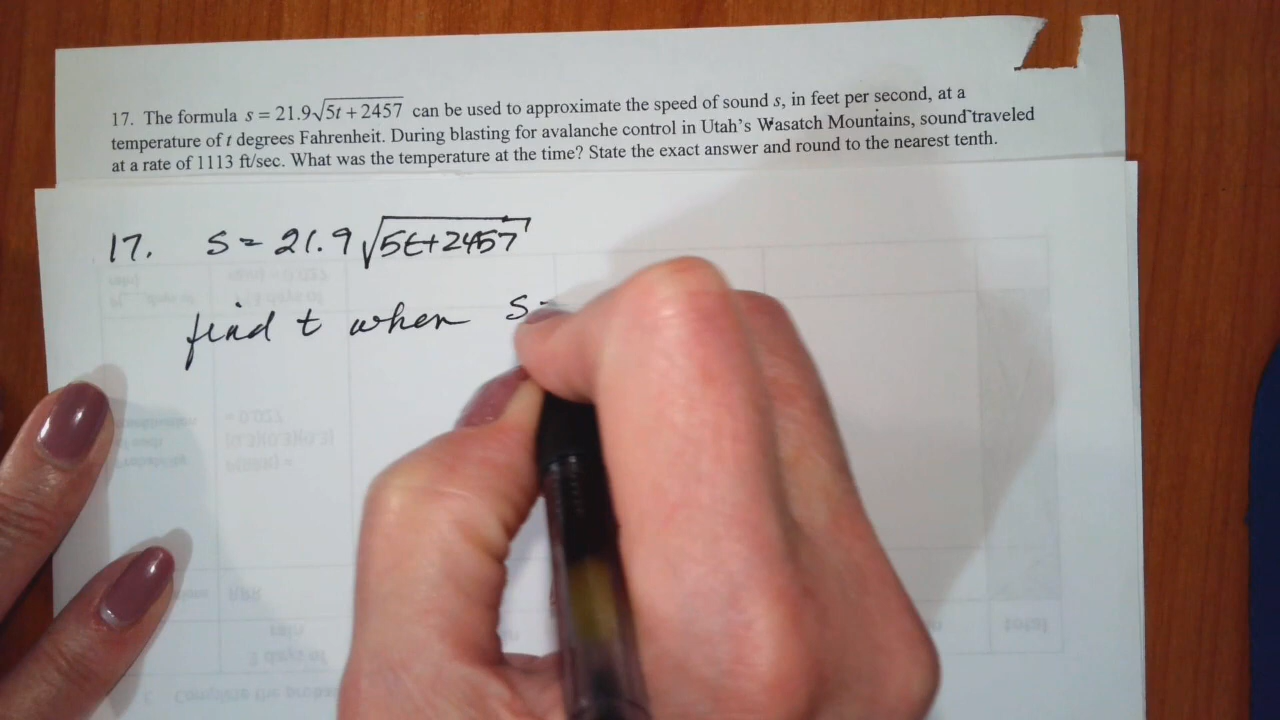 17. The formula s = 21.9√5t + 2457 can be used to approximate the speed of sound s, in feet per second, at a
temperature of t degrees Fahrenheit. During blasting for avalanche control in Utah's Wasatch Mountains, sound traveled
at a rate of 1113 ft/sec. What was the temperature at the time? State the exact answer and round to the nearest tenth.
17. s = 21.9√5t+2457
find t when s =
total